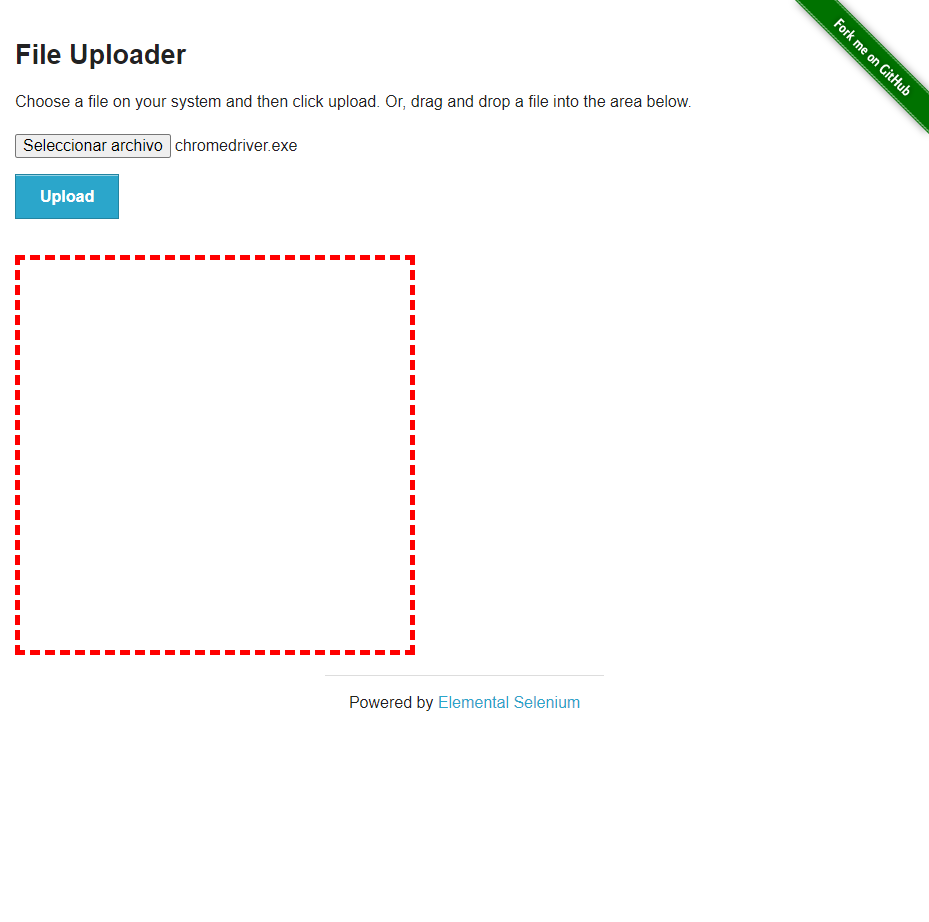 Fork me on GitHub
File Uploader
Choose a file on your system and then click upload. Or, drag and drop a file into the area below.
Seleccionar archivo chromedriver.exe
Upload
Powered by Elemental Selenium